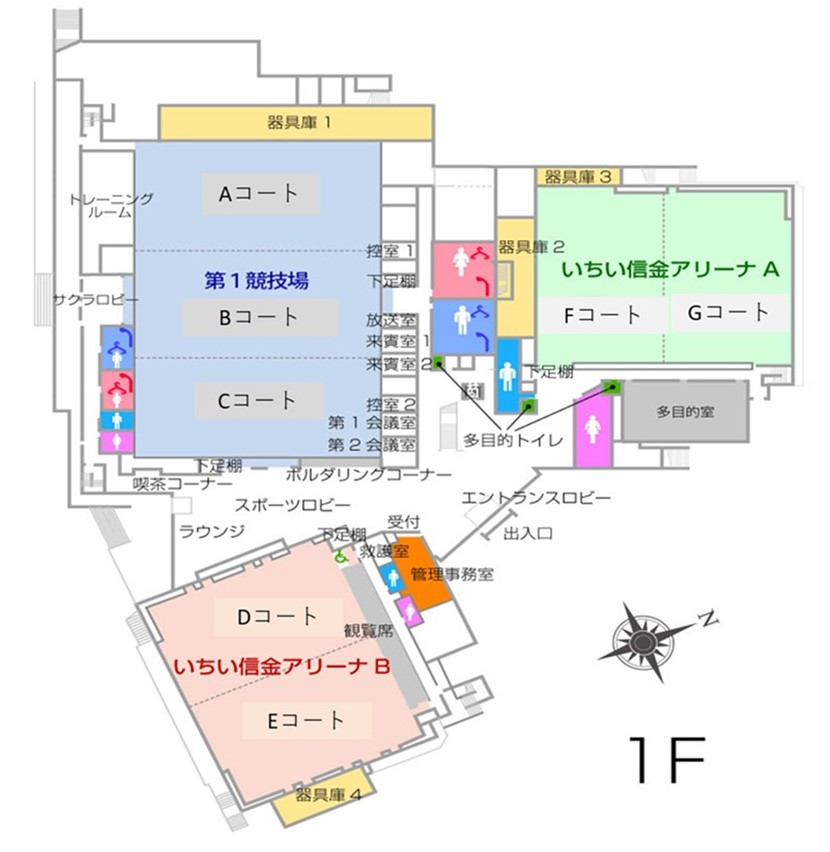 器具庫 1
トレーニング
ルーム
Aコート
器具庫 3
控室 1
器具庫 2
第1競技場
下足棚
いちい信金アリーナ A
サクラロビー
Bコート
放送室
Fコート
Gコート
来賓室 1
来賓室 2
下足棚
Cコート
控室 2
第 1 会議室
第 2 会議室
多目的トイレ
多目的室
下足棚
ボルダリングコーナー
喫茶コーナー
スポーツロビー
エントランスロビー
ラウンジ
受付
出入口
下足棚
救護室
管理事務室
Dコート
観覧席
いちい信金アリーナ B
Eコート
器具庫 4
N
1F